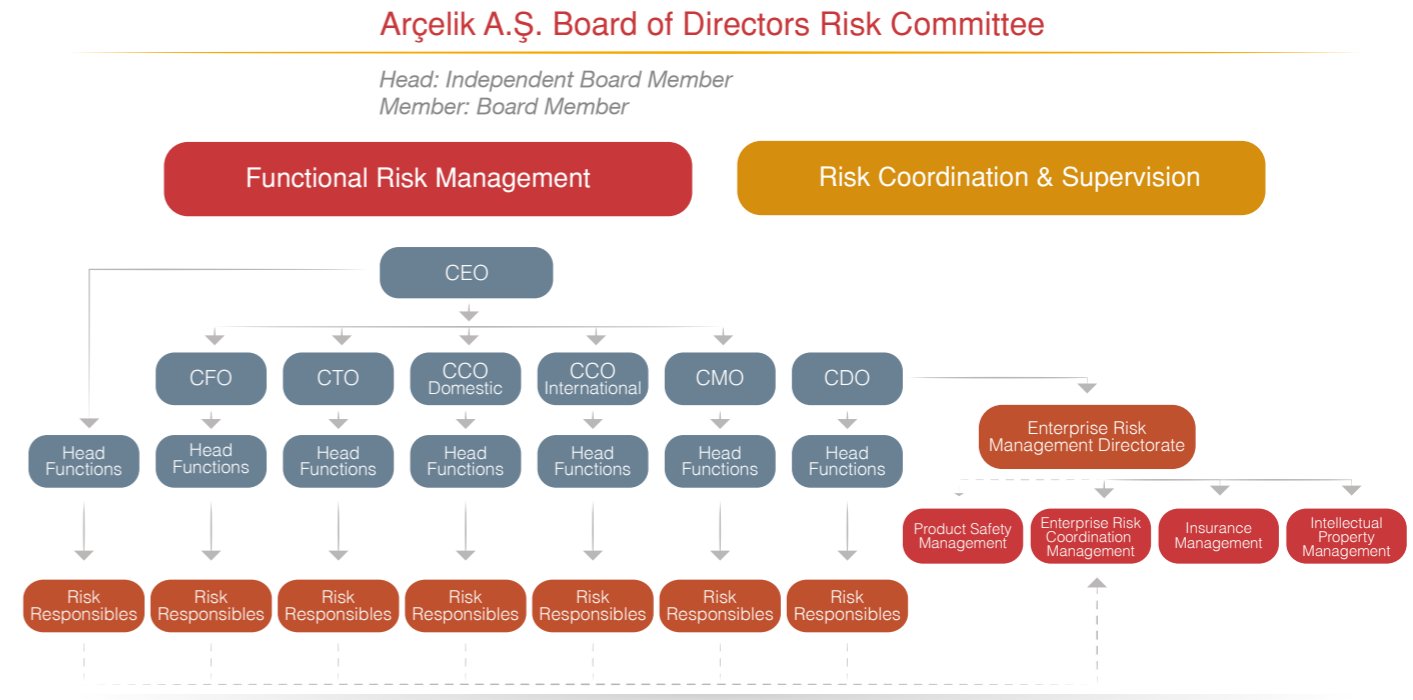 Arçelik A.Ş. Board of Directors Risk Committee
Head: Independent Board Member
Member: Board Member
Functional Risk Management
Risk Coordination & Supervision
CEO
CFO
CTO
CCO
Domestic
CCO
International
CMO
CDO
Enterprise Risk
Management Directorate
Head
Functions
Head
Functions
Head
Functions
Head
Functions
Head
Functions
Head
Functions
Head
Functions
Product Safety
Management
Enterprise Risk
Coordination
Management
Insurance
Management
Intellectual
Property
Management
Risk
Responsibles
Risk
Responsibles
Risk
Responsibles
Risk
Responsibles
Risk
Responsibles
Risk
Responsibles
Risk
Responsibles